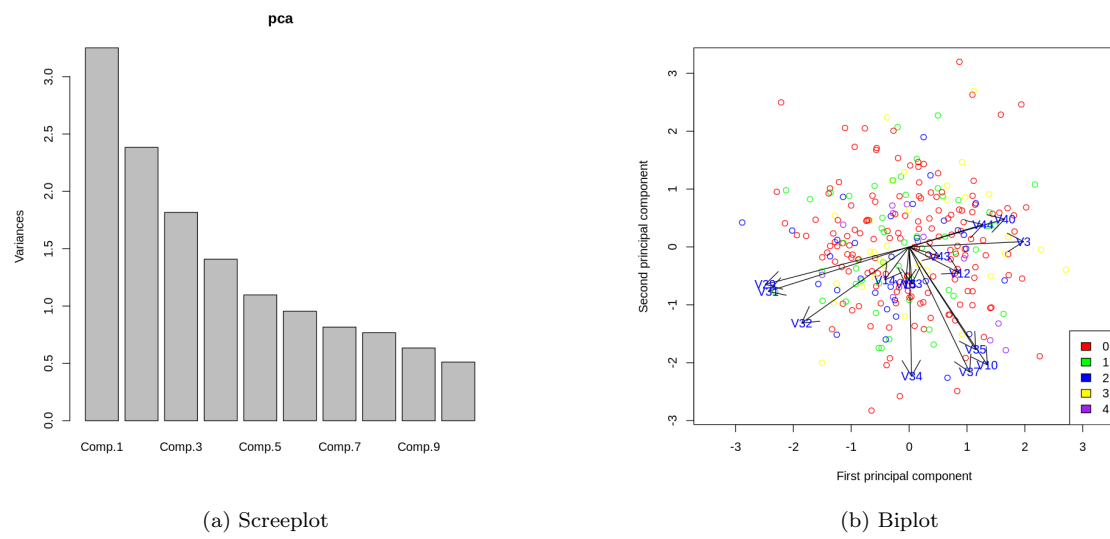 pca
Variances
0.0 0.5 1.0 1.5 2.0 2.5 3.0
Comp.1 Comp.3 Comp.5 Comp.7 Comp.9
(a) Screeplot
Second principal component
-3 -2 -1 0 1 2 3
V40
V44
V3
V43
V12
V14
V31
V32
V35
V10
V37
V34
0
1
2
3
4
-3 -2 -1 0 1 2 3
First principal component
(b) Biplot